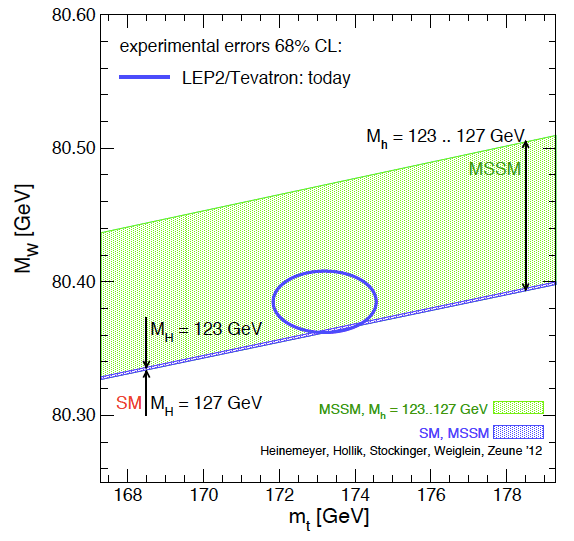 80.60
experimental errors 68% CL:
LEP2/Tevatron: today
M_h = 123 .. 127 GeV
80.50
MSSM
M_W [GeV]
80.40
M_H = 123 GeV
SM M_H = 127 GeV
MSSM, M_h = 123..127 GeV
80.30
SM, MSSM
Heinemeyer, Hollik, Stockinger, Weiglein, Zeune '12
168 170 172 174 176 178
m_t [GeV]